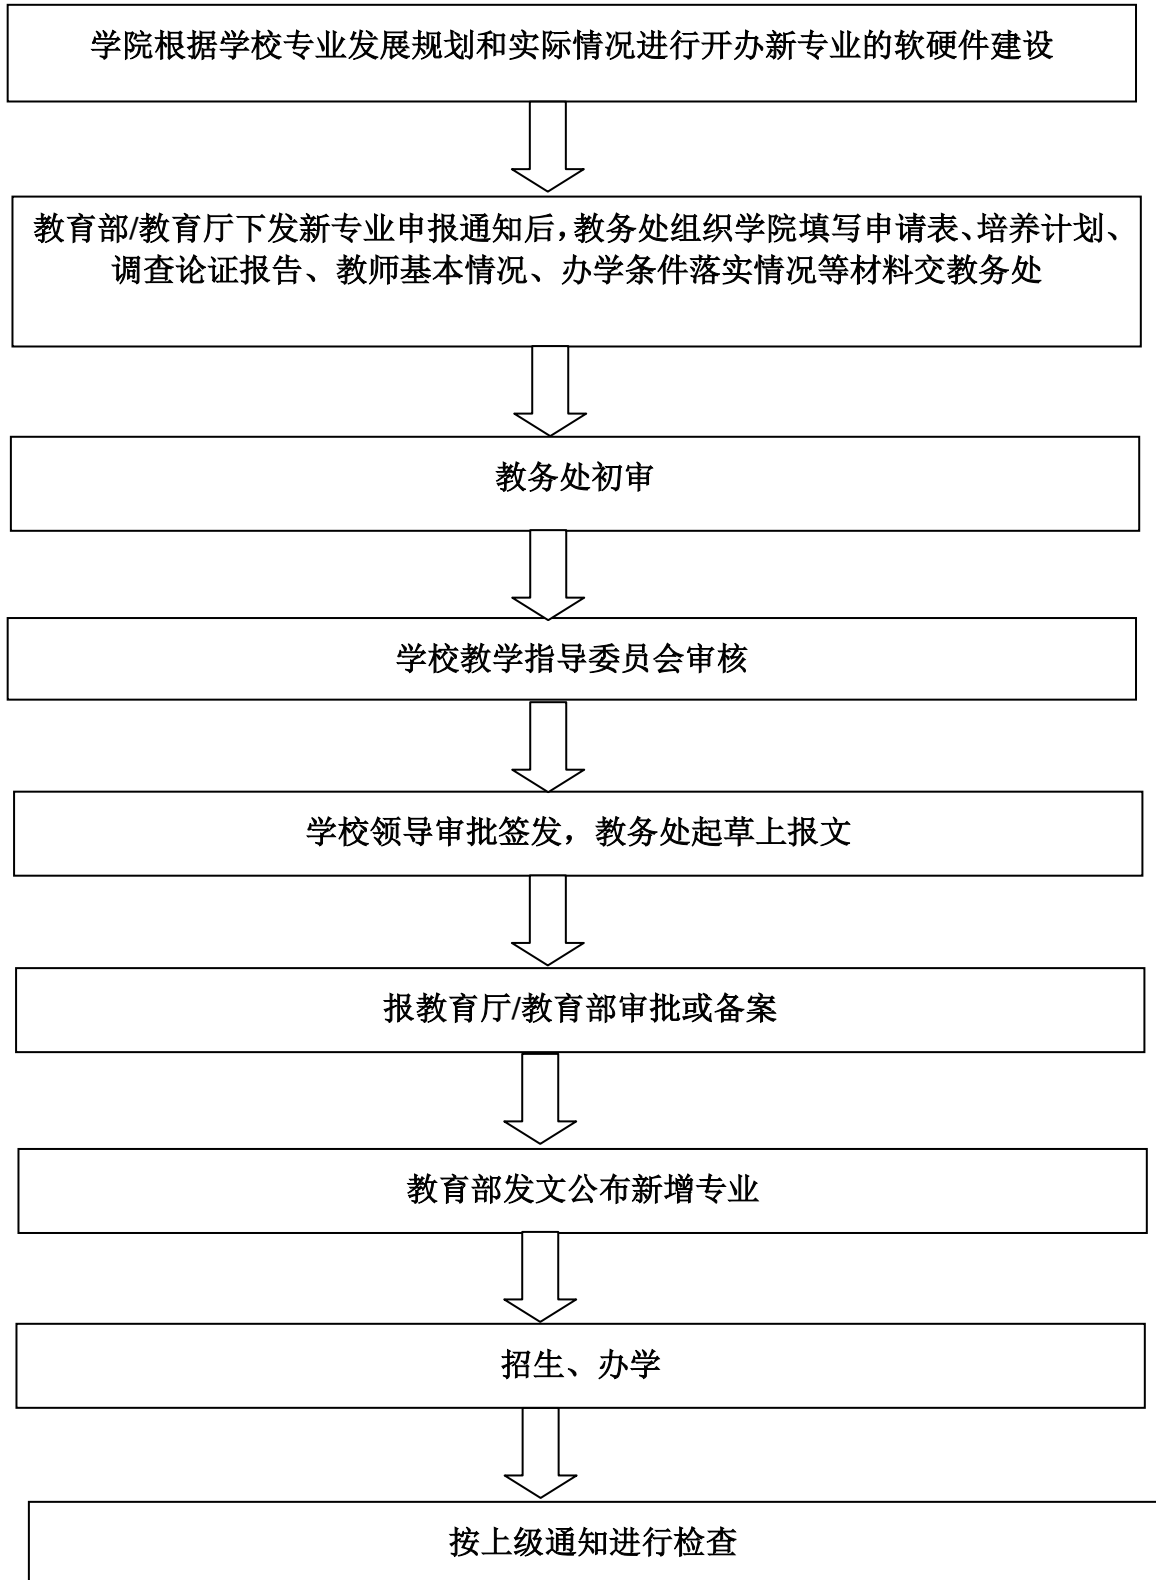 学院根据学校专业发展规划和实际情况进行开办新专业的软硬件建设
教育部/教育厅下发新专业申报通知后，教务处组织学院填写申请表、培养计划、
调查论证报告、教师基本情况、办学条件落实情况等材料交教务处
教务处初审
学校教学指导委员会审核
学校领导审批签发，教务处起草上报文
报教育厅/教育部审批或备案
教育部发文公布新增专业
招生、办学
按上级通知进行检查